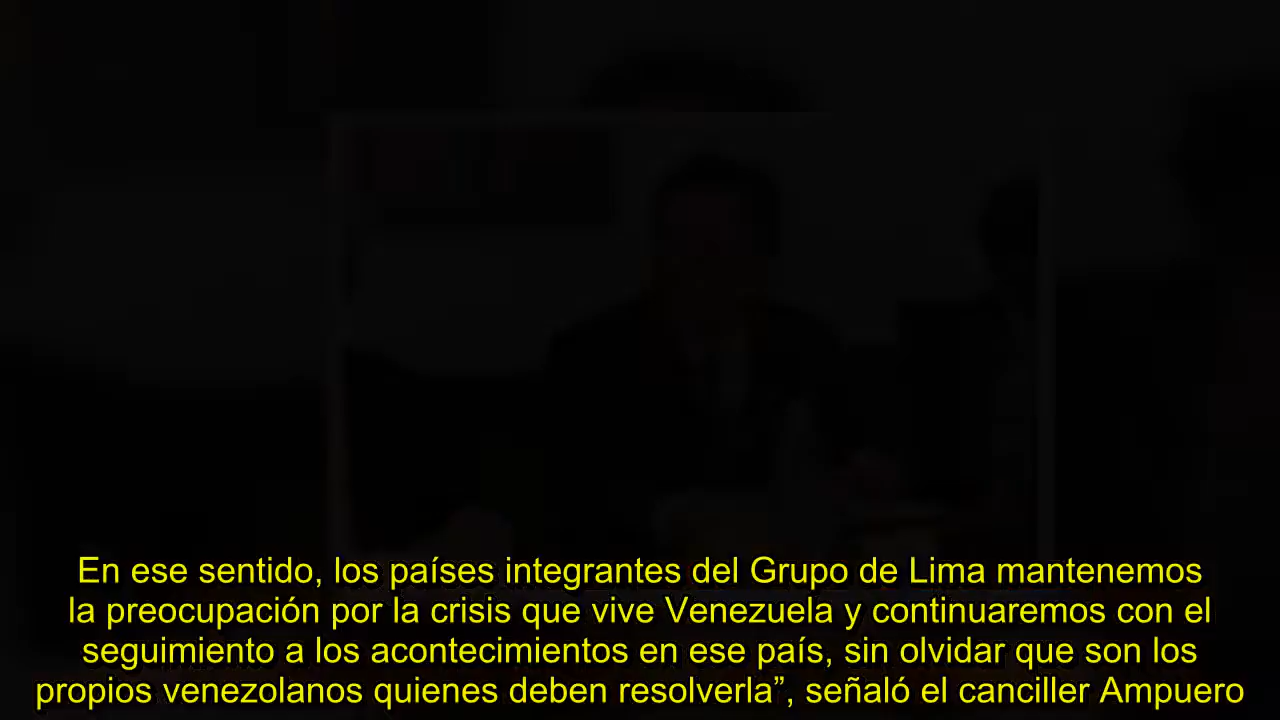 En ese sentido, los países integrantes del Grupo de Lima mantenemos
la preocupación por la crisis que vive Venezuela y continuaremos con el
seguimiento a los acontecimientos en ese país, sin olvidar que son los
propios venezolanos quienes deben resolverla”, señaló el canciller Ampuero